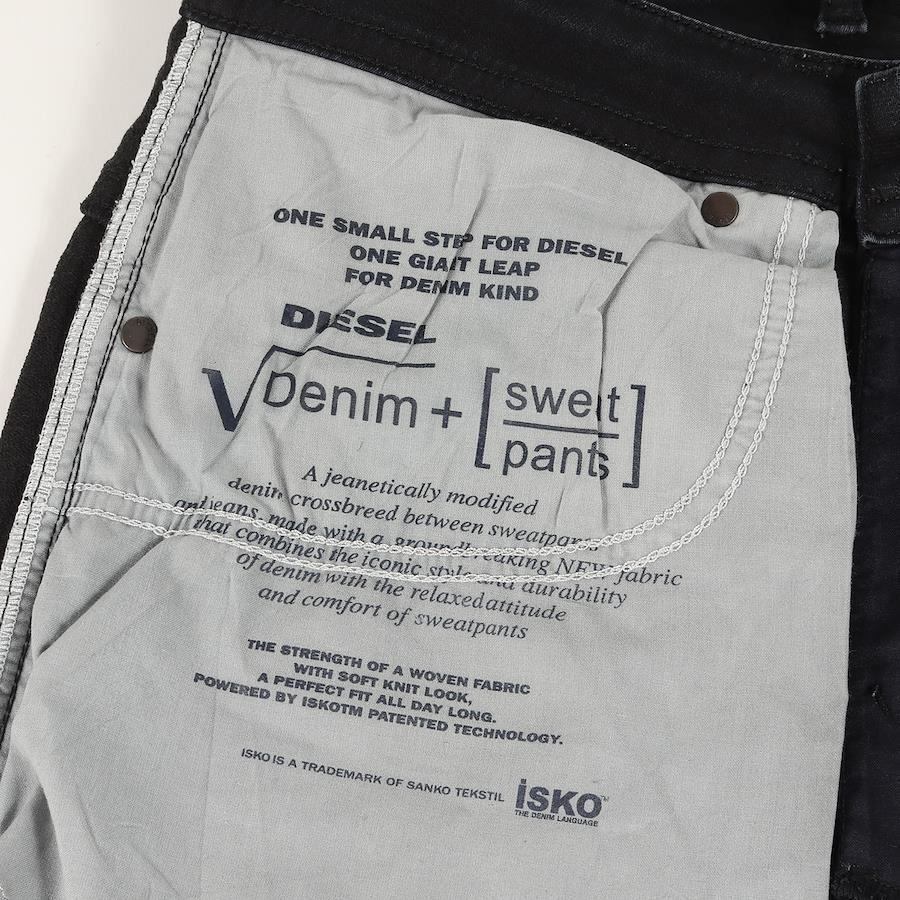 ONE SMALL STEP FOR DIESEL
ONE GIANT LEAP
FOR DENIM KIND
DIESEL
√Denim + [sweat
pants]
A jeanetically modified
denim crossbreed between sweatpants
and jeans, made with a groundbreaking NEW fabric
that combines the iconic style and durability
of denim with the relaxed attitude
and comfort of sweatpants
THE STRENGTH OF A WOVEN FABRIC
WITH SOFT KNIT LOOK,
A PERFECT FIT ALL DAY LONG.
POWERED BY ISKOTM PATENTED TECHNOLOGY.
ISKO IS A TRADEMARK OF SANKO TEKSTIL
İSKO™
THE DENIM LANGUAGE